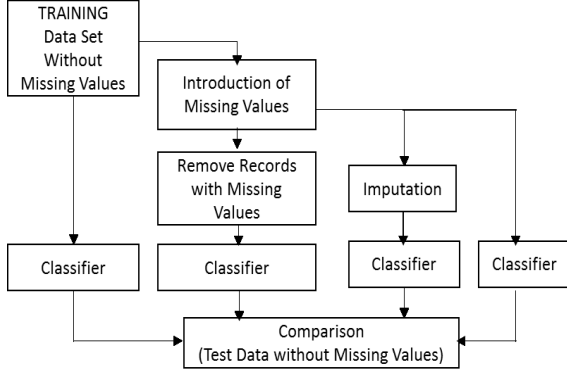 TRAINING
Data Set
Without
Missing Values
Introduction of
Missing Values
Remove Records
with Missing
Values
Imputation
Classifier
Classifier
Classifier
Classifier
Comparison
(Test Data without Missing Values)